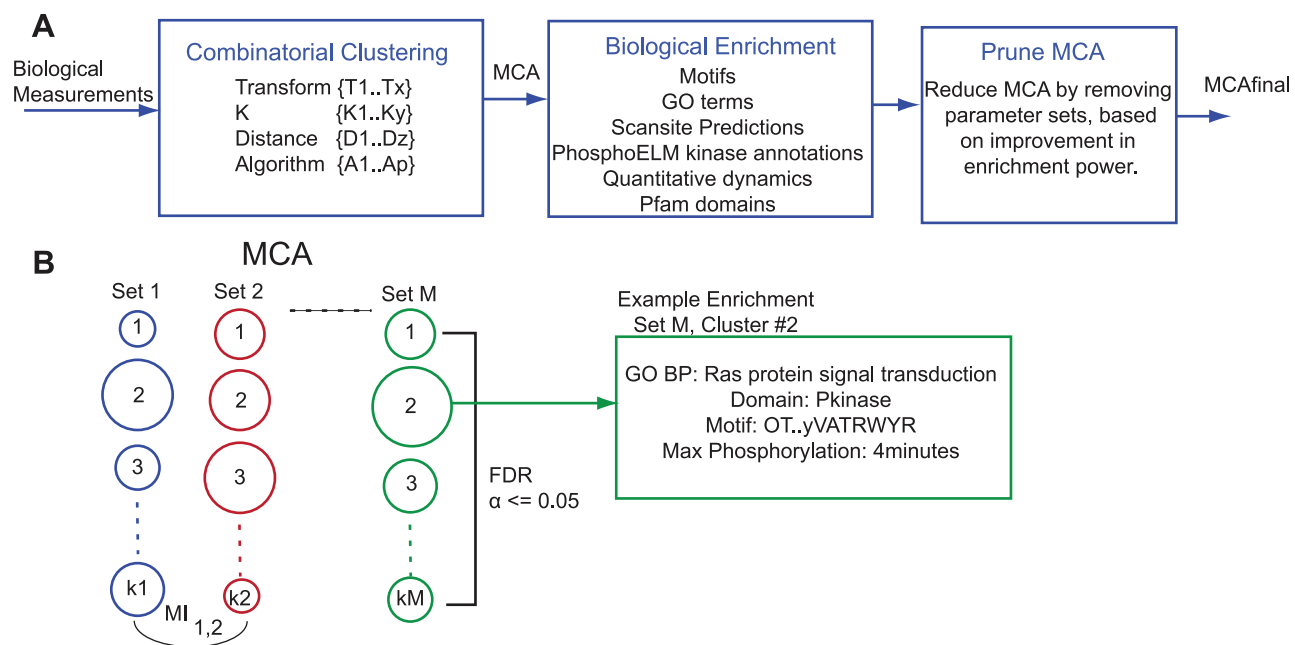 A
Biological
Measurements
Combinatorial Clustering
Transform {T1..Tx}
K {K1..Ky}
Distance {D1..Dz}
Algorithm {A1..Ap}
MCA
Biological Enrichment
Motifs
GO terms
Scansite Predictions
PhosphoELM kinase annotations
Quantitative dynamics
Pfam domains
Prune MCA
Reduce MCA by removing
parameter sets, based
on improvement in
enrichment power.
MCAfinal
B
MCA
Set 1
1
2
3
k1
Set 2
1
2
3
k2
MI 1,2
Set M
1
2
3
kM
FDR
α <= 0.05
Example Enrichment
Set M, Cluster #2
GO BP: Ras protein signal transduction
Domain: Pkinase
Motif: OT..yVATRWYR
Max Phosphorylation: 4minutes